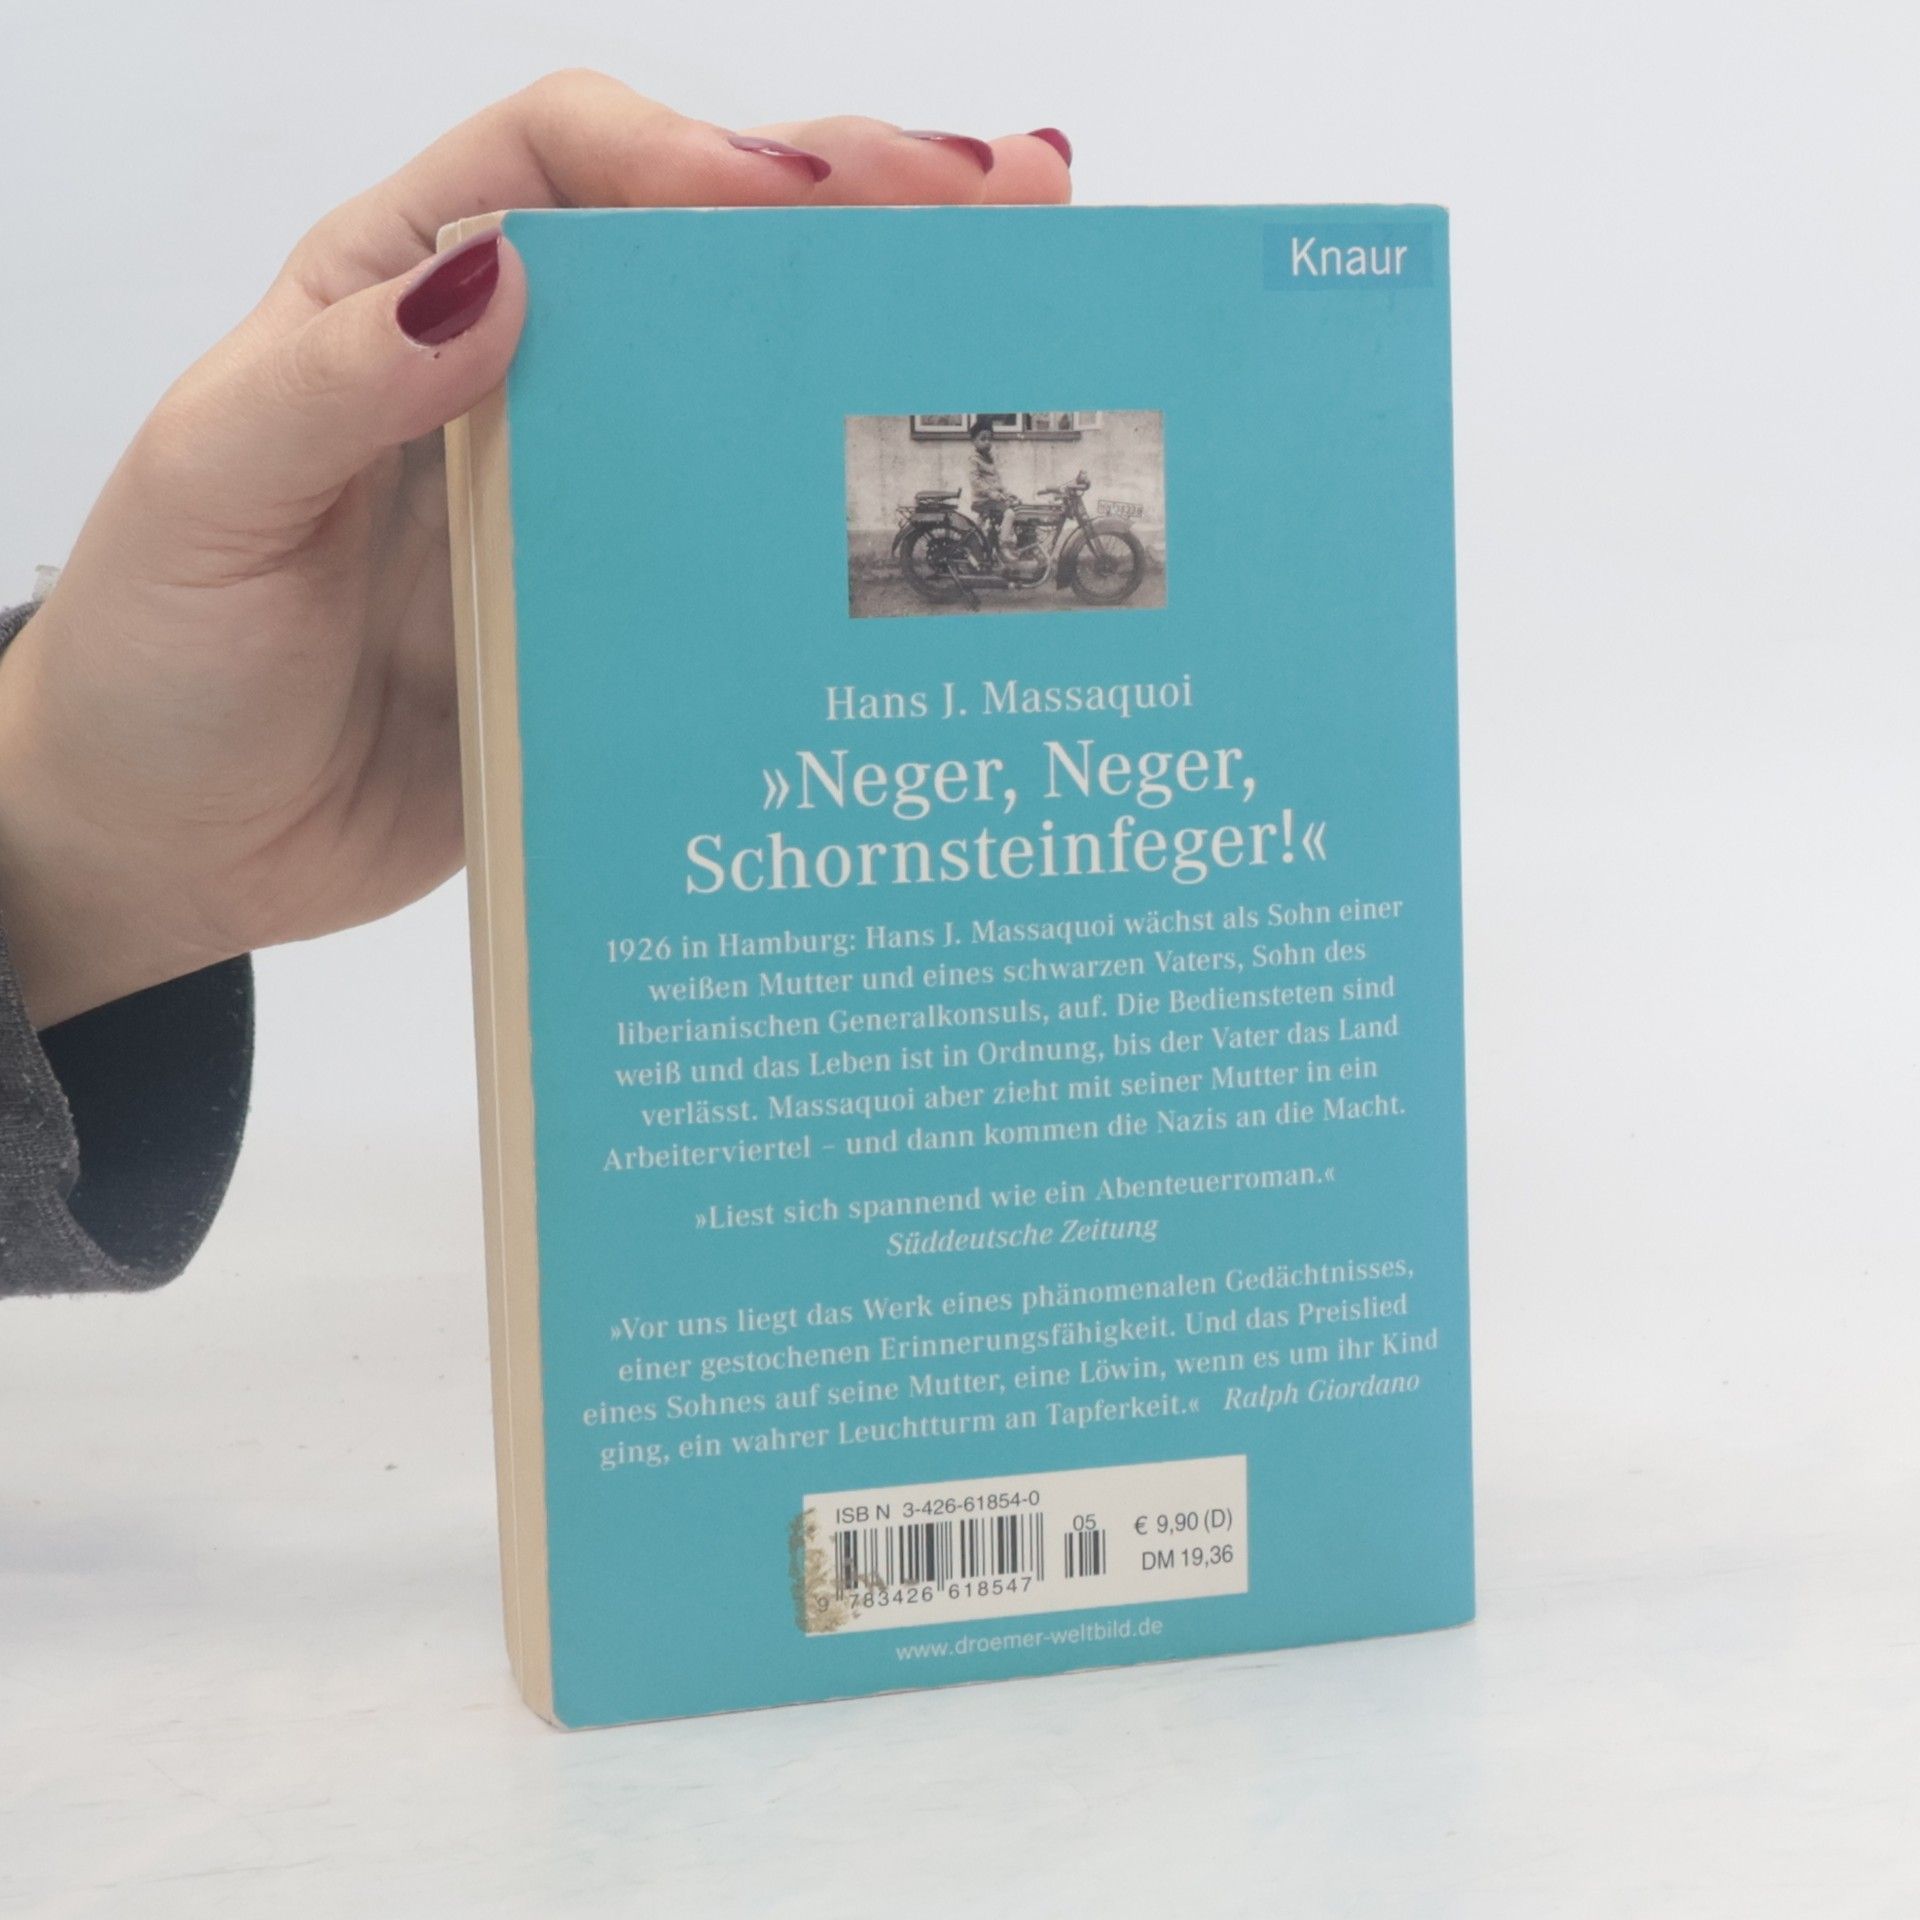 Knaur
Hans J. Massaquoi
»Neger, Neger,
Schornsteinfeger!«
1926 in Hamburg: Hans J. Massaquoi wächst als Sohn einer
weißen Mutter und eines schwarzen Vaters, Sohn des
liberianischen Generalkonsuls, auf. Die Bediensteten sind
weiß und das Leben ist in Ordnung, bis der Vater das Land
verlässt. Massaquoi aber zieht mit seiner Mutter in ein
Arbeiterviertel – und dann kommen die Nazis an die Macht.
»Liest sich spannend wie ein Abenteuerroman.«
Süddeutsche Zeitung
»Vor uns liegt das Werk eines phänomenalen Gedächtnisses,
einer gestochenen Erinnerungsfähigkeit. Und das Preislied
eines Sohnes auf seine Mutter, eine Löwin, wenn es um ihr Kind
ging, ein wahrer Leuchtturm an Tapferkeit.« Ralph Giordano
ISBN 3-426-61854-0
05
€ 9,90 (D)
DM 19,36
9 783426 618547
www.droemer-weltbild.de